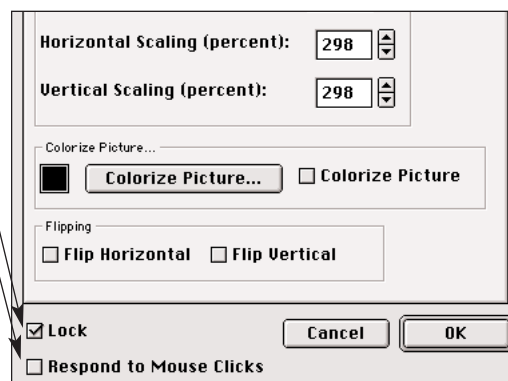 Horizontal Scaling (percent): 298
Vertical Scaling (percent): 298
Colorize Picture...
Colorize Picture... Colorize Picture
Flipping
Flip Horizontal Flip Vertical
Lock Cancel OK
Respond to Mouse Clicks